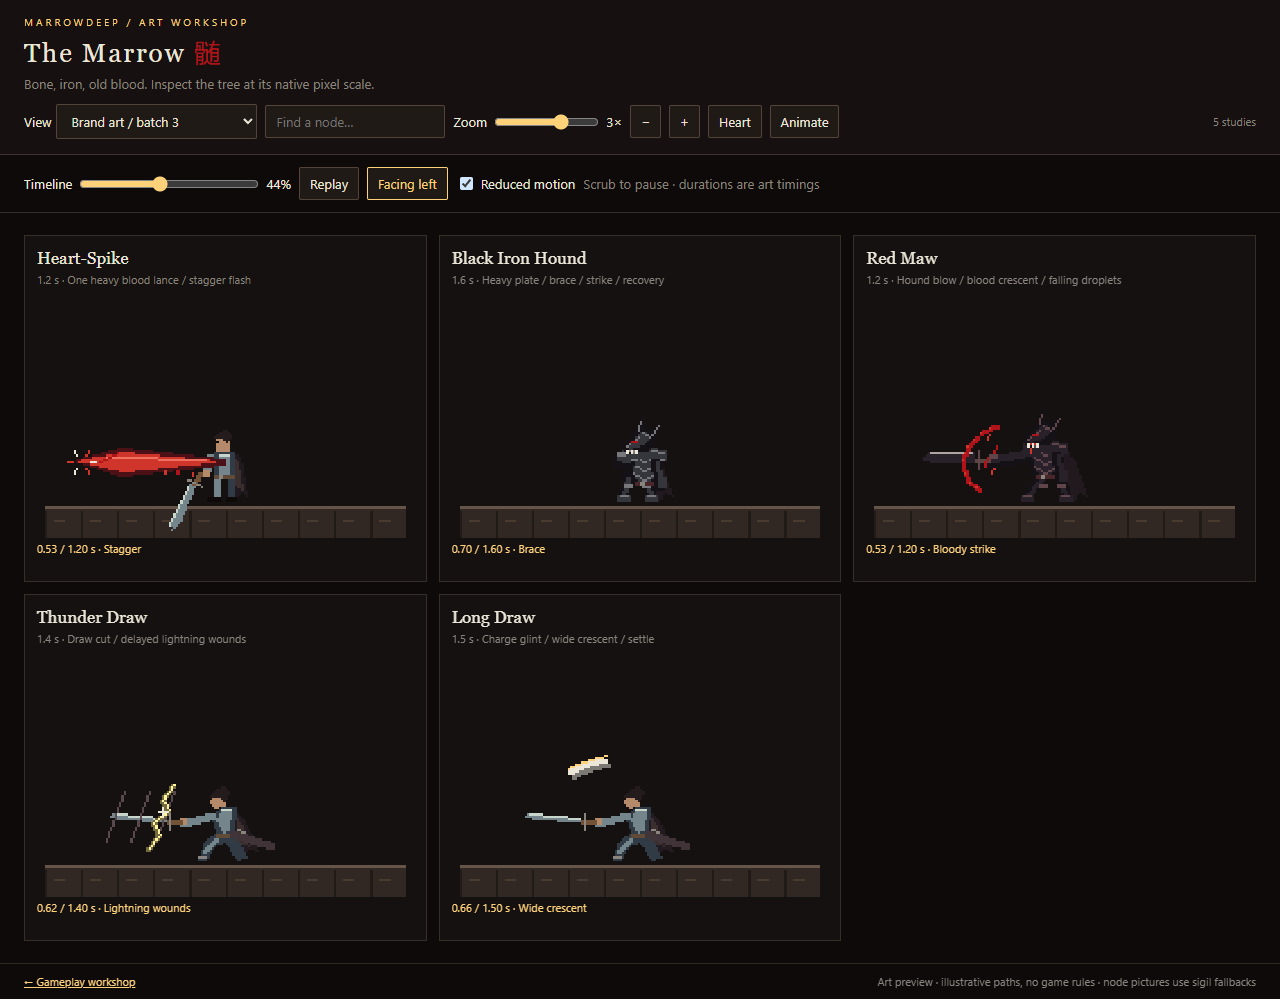 MARROWDEEP / ART WORKSHOP
The Marrow 髄
Bone, iron, old blood. Inspect the tree at its native pixel scale.
View Brand art / batch 3 Find a node... Zoom 3× − + Heart Animate 5 studies
Timeline 44% Replay Facing left Reduced motion Scrub to pause · durations are art timings
Heart-Spike
1.2 s · One heavy blood lance / stagger flash
0.53 / 1.20 s · Stagger
Black Iron Hound
1.6 s · Heavy plate / brace / strike / recovery
0.70 / 1.60 s · Brace
Red Maw
1.2 s · Hound blow / blood crescent / falling droplets
0.53 / 1.20 s · Bloody strike
Thunder Draw
1.4 s · Draw cut / delayed lightning wounds
0.62 / 1.40 s · Lightning wounds
Long Draw
1.5 s · Charge glint / wide crescent / settle
0.66 / 1.50 s · Wide crescent
← Gameplay workshop
Art preview · illustrative paths, no game rules · node pictures use sigil fallbacks